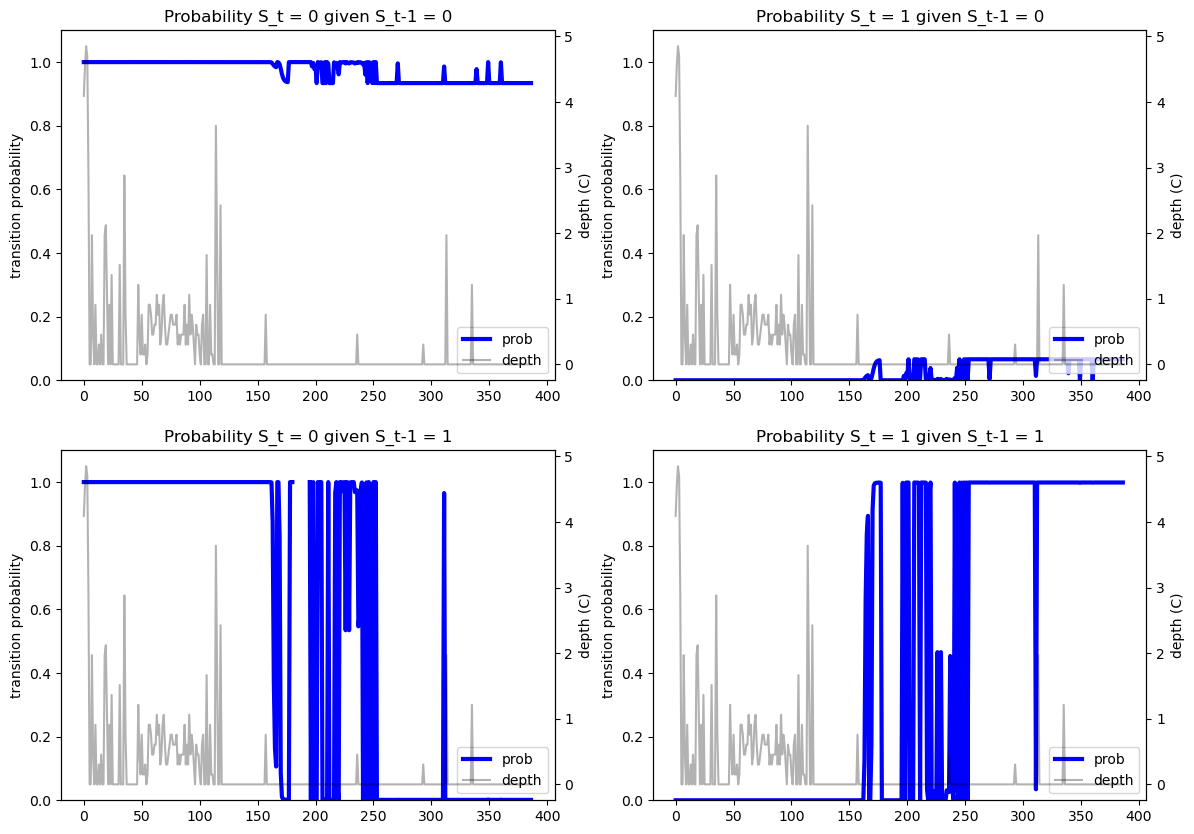 Probability S_t = 0 given S_t-1 = 0
transition probability
1.0
0.8
0.6
0.4
0.2
0.0
0 50 100 150 200 250 300 350 400
5
4
3
2
1
0
depth (C)
prob
depth
Probability S_t = 1 given S_t-1 = 0
transition probability
1.0
0.8
0.6
0.4
0.2
0.0
0 50 100 150 200 250 300 350 400
5
4
3
2
1
0
depth (C)
prob
depth
Probability S_t = 0 given S_t-1 = 1
transition probability
1.0
0.8
0.6
0.4
0.2
0.0
0 50 100 150 200 250 300 350 400
5
4
3
2
1
0
depth (C)
prob
depth
Probability S_t = 1 given S_t-1 = 1
transition probability
1.0
0.8
0.6
0.4
0.2
0.0
0 50 100 150 200 250 300 350 400
5
4
3
2
1
0
depth (C)
prob
depth